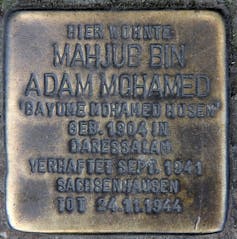 HIER WOHNTE
MAHJUB BIN
ADAM MOHAMED
'BAYUME MOHAMED HUSEN'
GEB. 1904 IN
DARESSALAM
VERHAFTET SEPT. 1941
SACHSENHAUSEN
TOT 24.11.1944